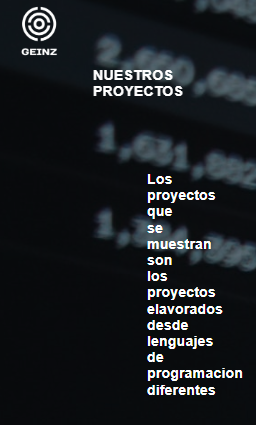 GEINZ
NUESTROS
PROYECTOS
Los
proyectos
que
se
muestran
son
los
proyectos
elavorados
desde
lenguajes
de
programacion
diferentes